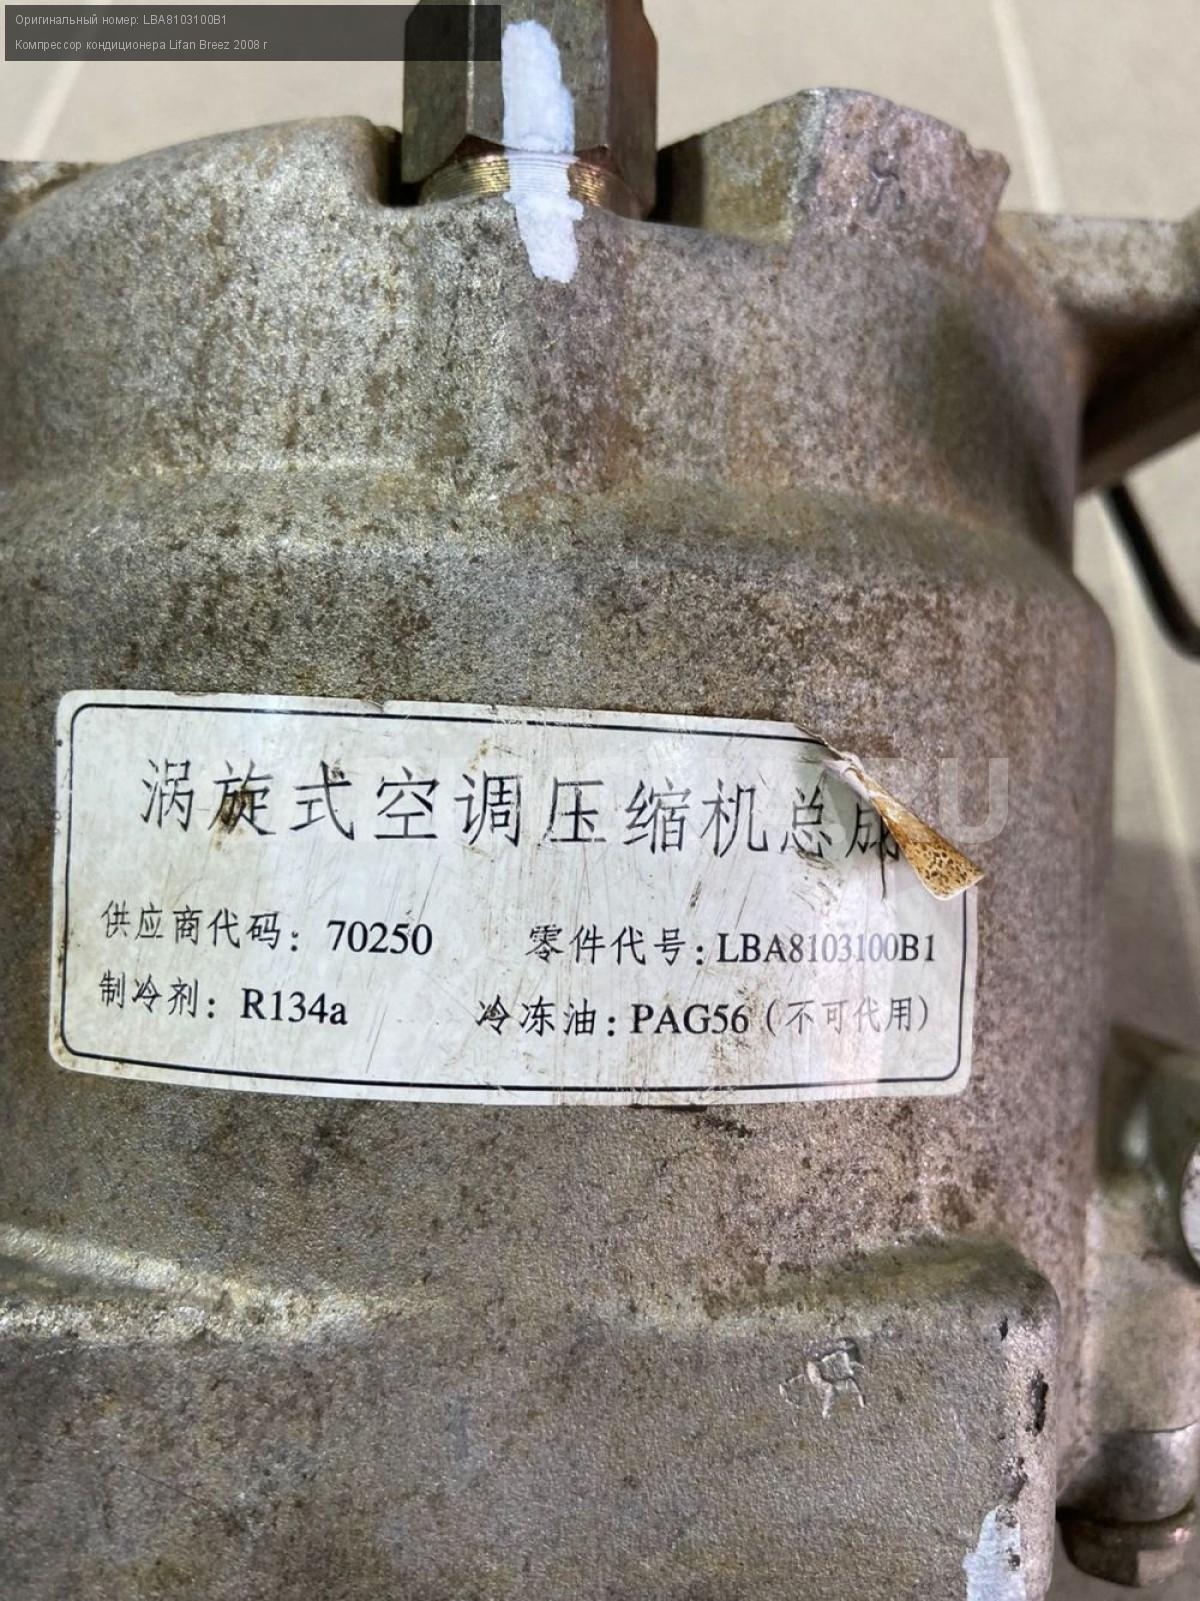 Оригинальный номер: LBA8103100B1
Компрессор кондиционера Lifan Breez 2008 г
涡旋式空调压缩机总成
供应商代码: 70250 零件代号: LBA8103100B1
制冷剂: R134a 冷冻油: PAG56 (不可代用)